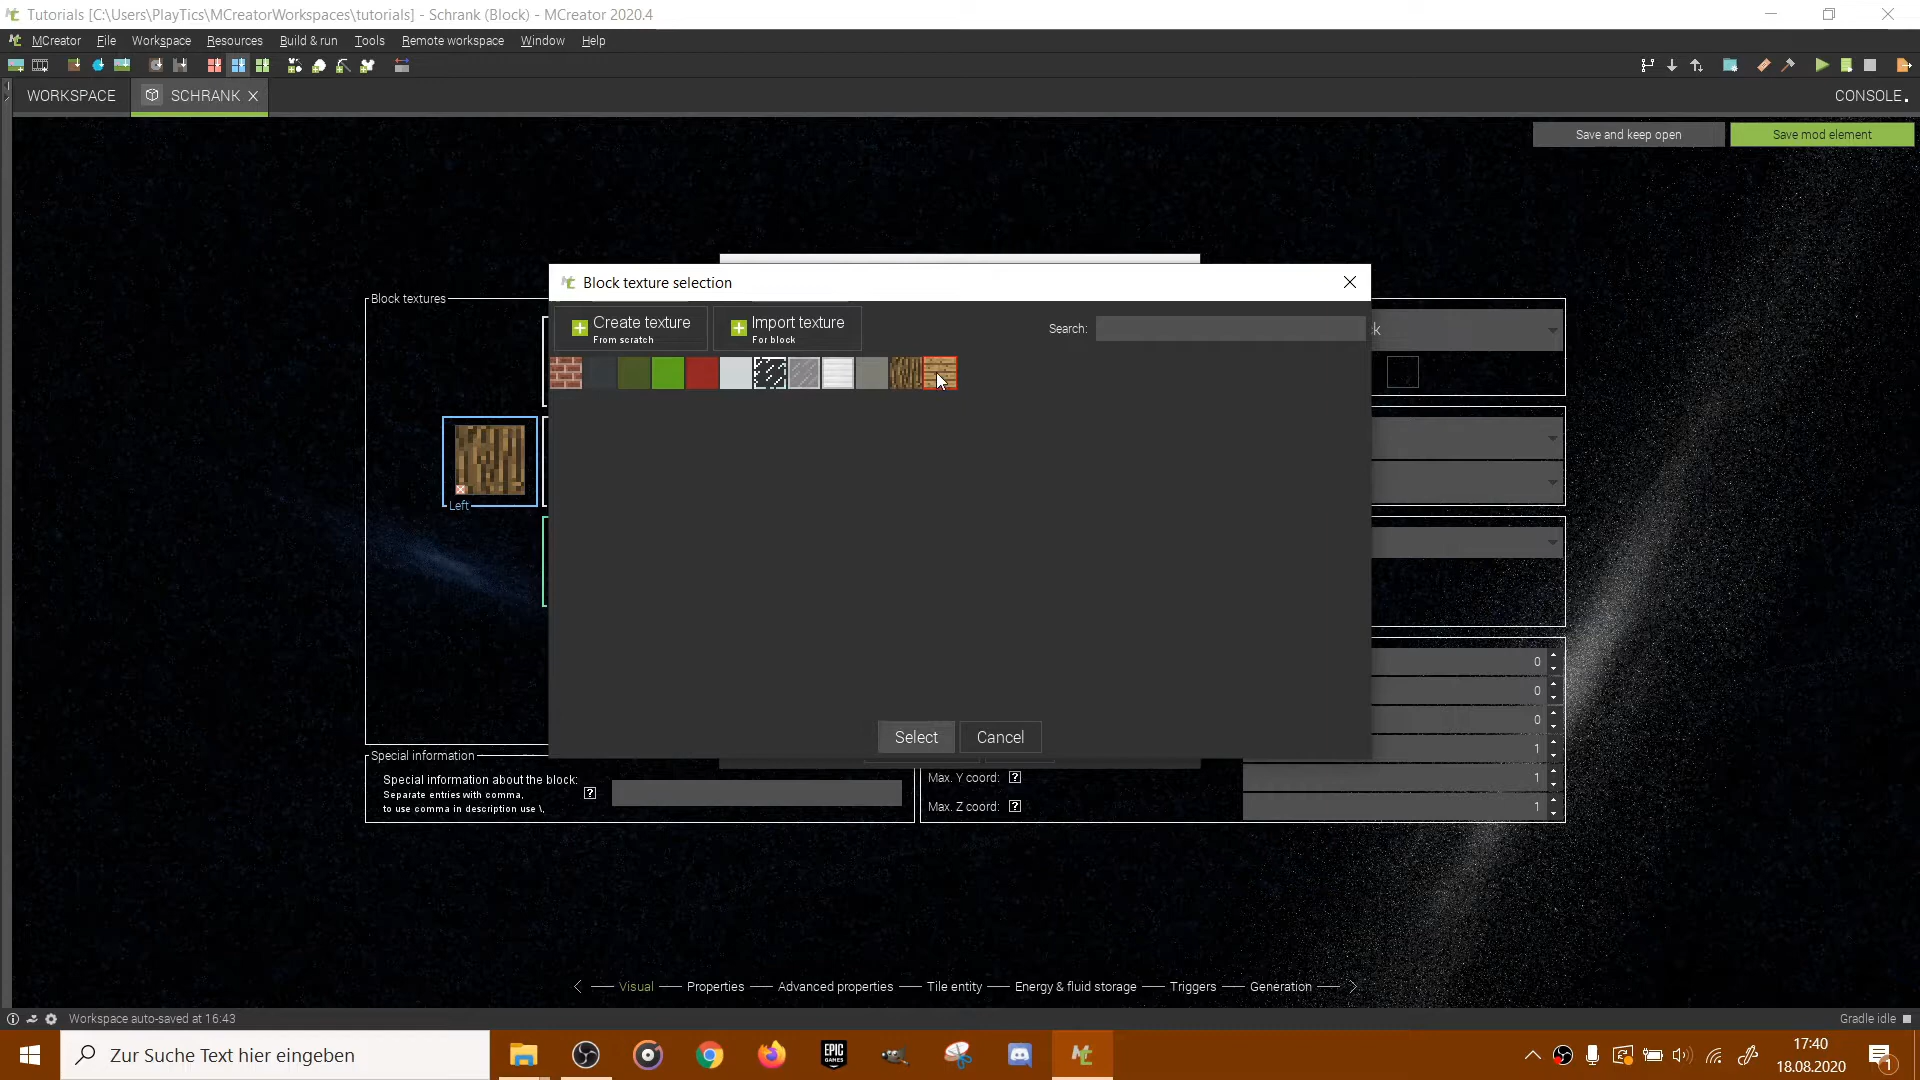 Tutorials [C:\Users\PlayTics\MCreatorWorkspaces\tutorials] - Schrank (Block) - MCreator 2020.4
MCreator File Workspace Resources Build & run Tools Remote workspace Window Help
WORKSPACE SCHRANK CONSOLE
Save and keep open Save mod element
Block texture selection
Block textures
Create texture
From scratch
Import texture
For block
Search:
k
Left
0
0
0
1
Select Cancel
Special information
Special information about the block:
Separate entries with comma,
to use comma in description use \,
Max. Y coord: 1
Max. Z coord: 1
Visual Properties Advanced properties Tile entity Energy & fluid storage Triggers Generation
Workspace auto-saved at 16:43
Gradle idle
Zur Suche Text hier eingeben
EPIC
GAMES
17:40
18.08.2020
1